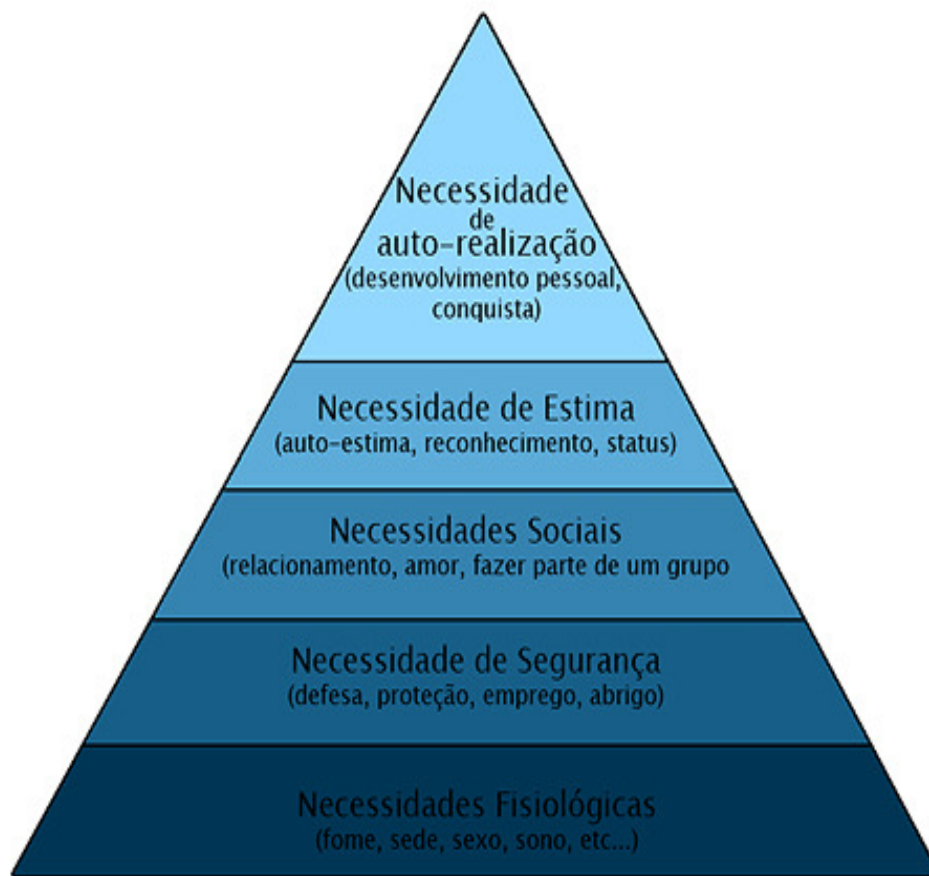 Necessidade
de
auto-realização
(desenvolvimento pessoal,
conquista)
Necessidade de Estima
(auto-estima, reconhecimento, status)
Necessidades Sociais
(relacionamento, amor, fazer parte de um grupo
Necessidade de Segurança
(defesa, proteção, emprego, abrigo)
Necessidades Fisiológicas
(fome, sede, sexo, sono, etc...)